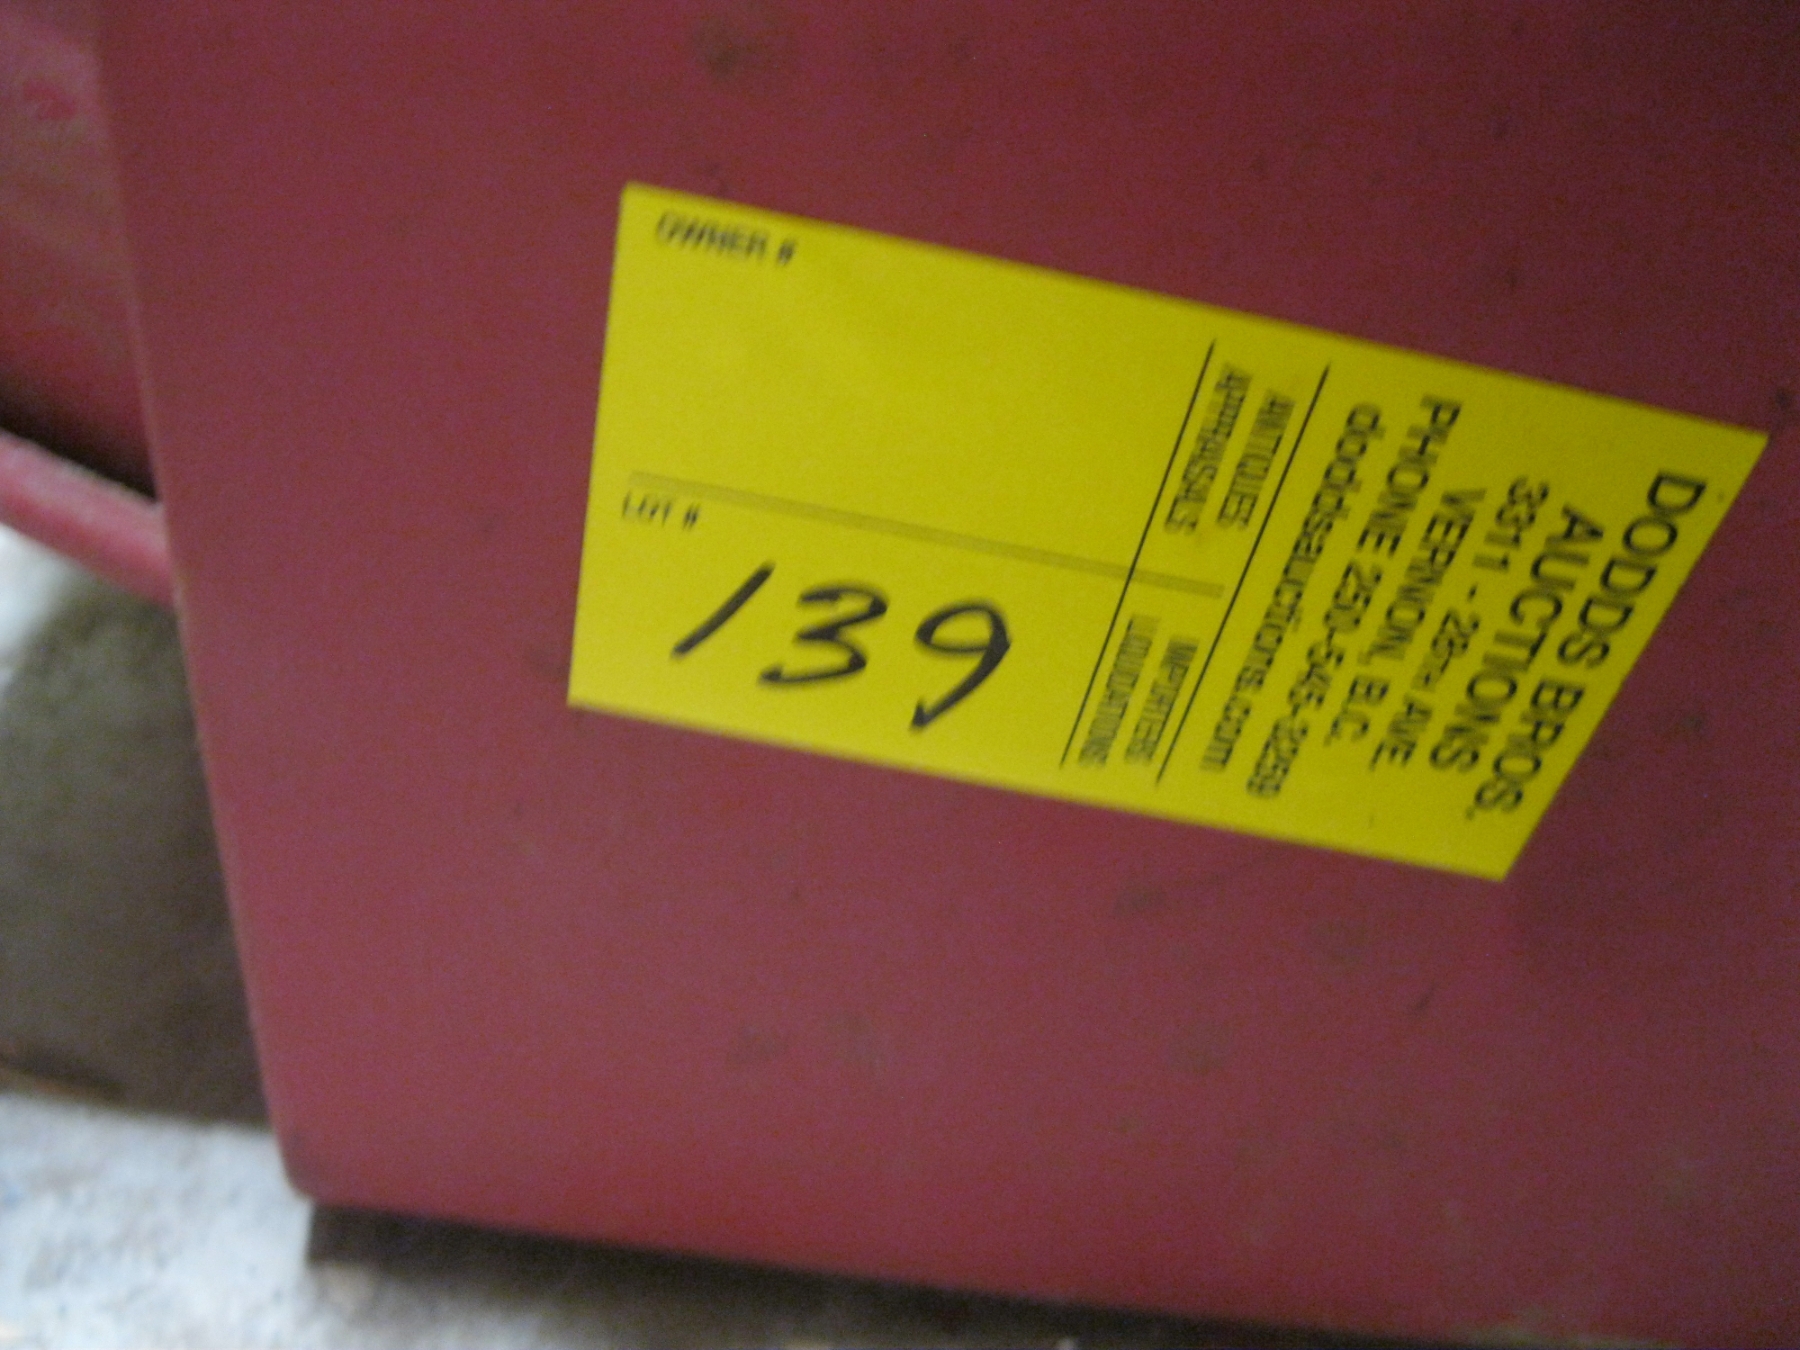 DODDS BROS.
AUCTIONS
3311 - 28TH AVE.
VERNON, B.C.
PHONE 250-545-3259
doddsauctions.com
ANTIQUES IMPORTERS
APPRAISALS LIQUIDATIONS
OWNER # LOT #
139